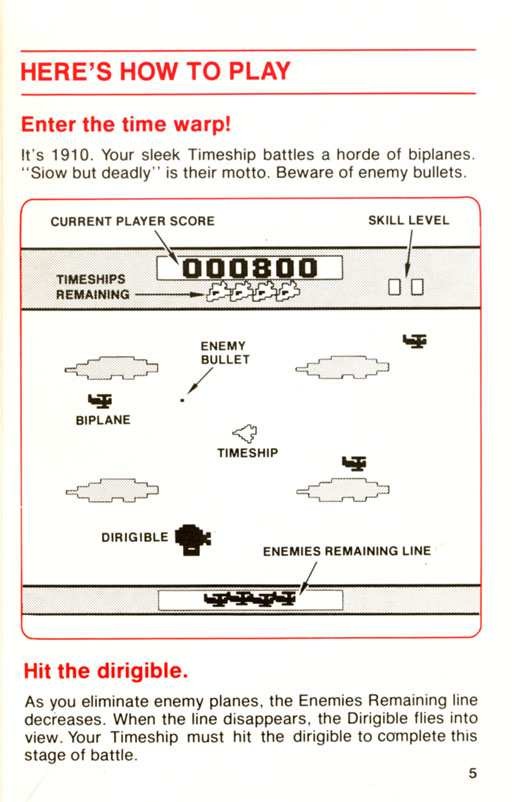 HERE'S HOW TO PLAY
Enter the time warp!
It's 1910. Your sleek Timeship battles a horde of biplanes.
"Slow but deadly" is their motto. Beware of enemy bullets.
CURRENT PLAYER SCORE
SKILL LEVEL
000800
TIMESHIPS
REMAINING
ENEMY
BULLET
BIPLANE
TIMESHIP
DIRIGIBLE
ENEMIES REMAINING LINE
Hit the dirigible.
As you eliminate enemy planes, the Enemies Remaining line
decreases. When the line disappears, the Dirigible flies into
view. Your Timeship must hit the dirigible to complete this
stage of battle.
5